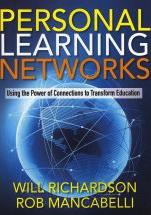 PERSONAL
LEARNING
NETWORKS
Using the Power of Connections to Transform Education
WILL RICHARDSON
ROB MANCABELLI